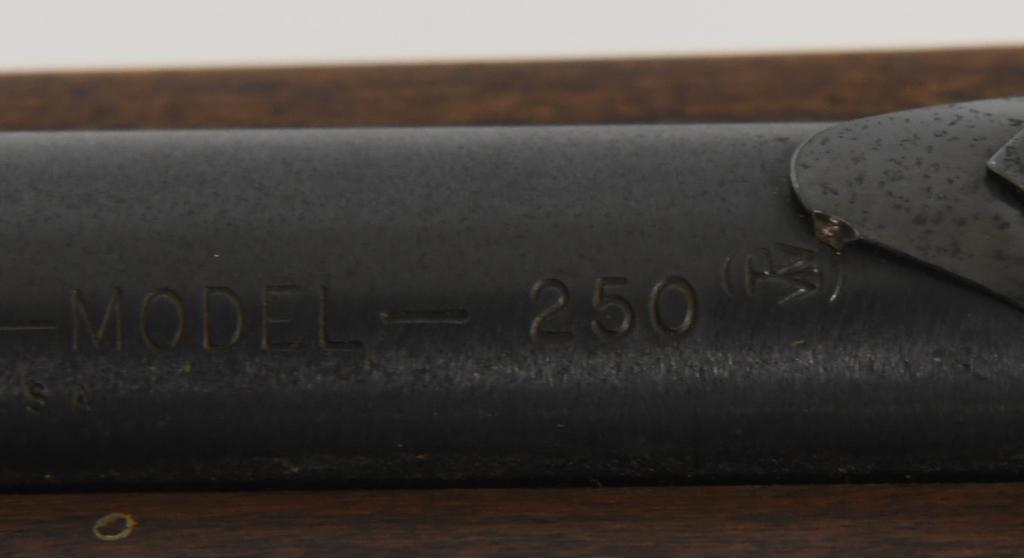 —MODEL — 250
S A